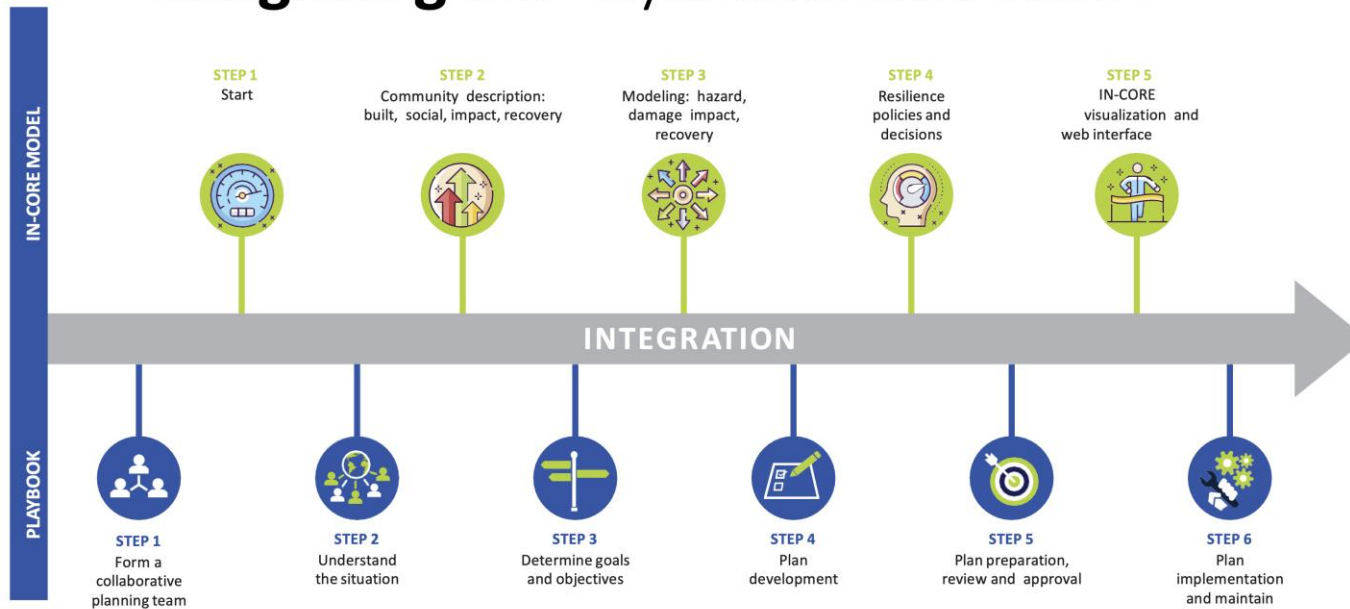 IN-CORE MODEL
STEP 1
Start
STEP 2
Community description:
built, social, impact, recovery
STEP 3
Modeling: hazard,
damage impact,
recovery
STEP 4
Resilience
policies and
decisions
STEP 5
IN-CORE
visualization and
web interface
INTEGRATION
PLAYBOOK
STEP 1
Form a
collaborative
planning team
STEP 2
Understand
the situation
STEP 3
Determine goals
and objectives
STEP 4
Plan
development
STEP 5
Plan preparation,
review and approval
STEP 6
Plan
implementation
and maintain